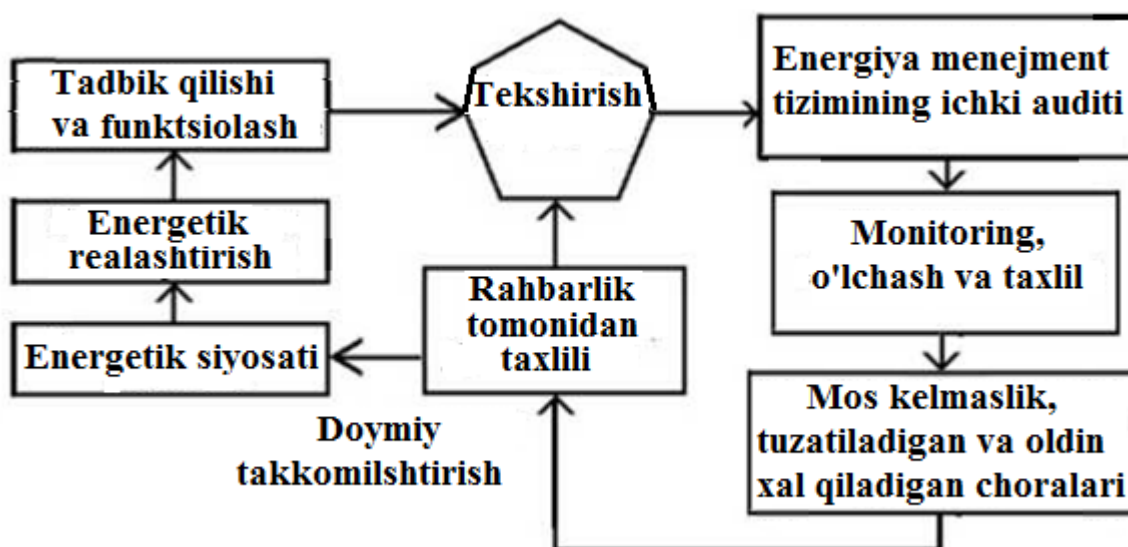 Tadbik qilishi
va funktsiolash
Tekshirish
Energiya menejment
tizimining ichki auditi
Energetik
realashtirish
Monitoring,
o'lchash va taxlil
Rahbarlik
tomonidan
taxlili
Energetik siyosati
Mos kelmaslik,
tuzatiladigan va oldin
xal qiladigan choralari
Doymiy
takkomilshtirish